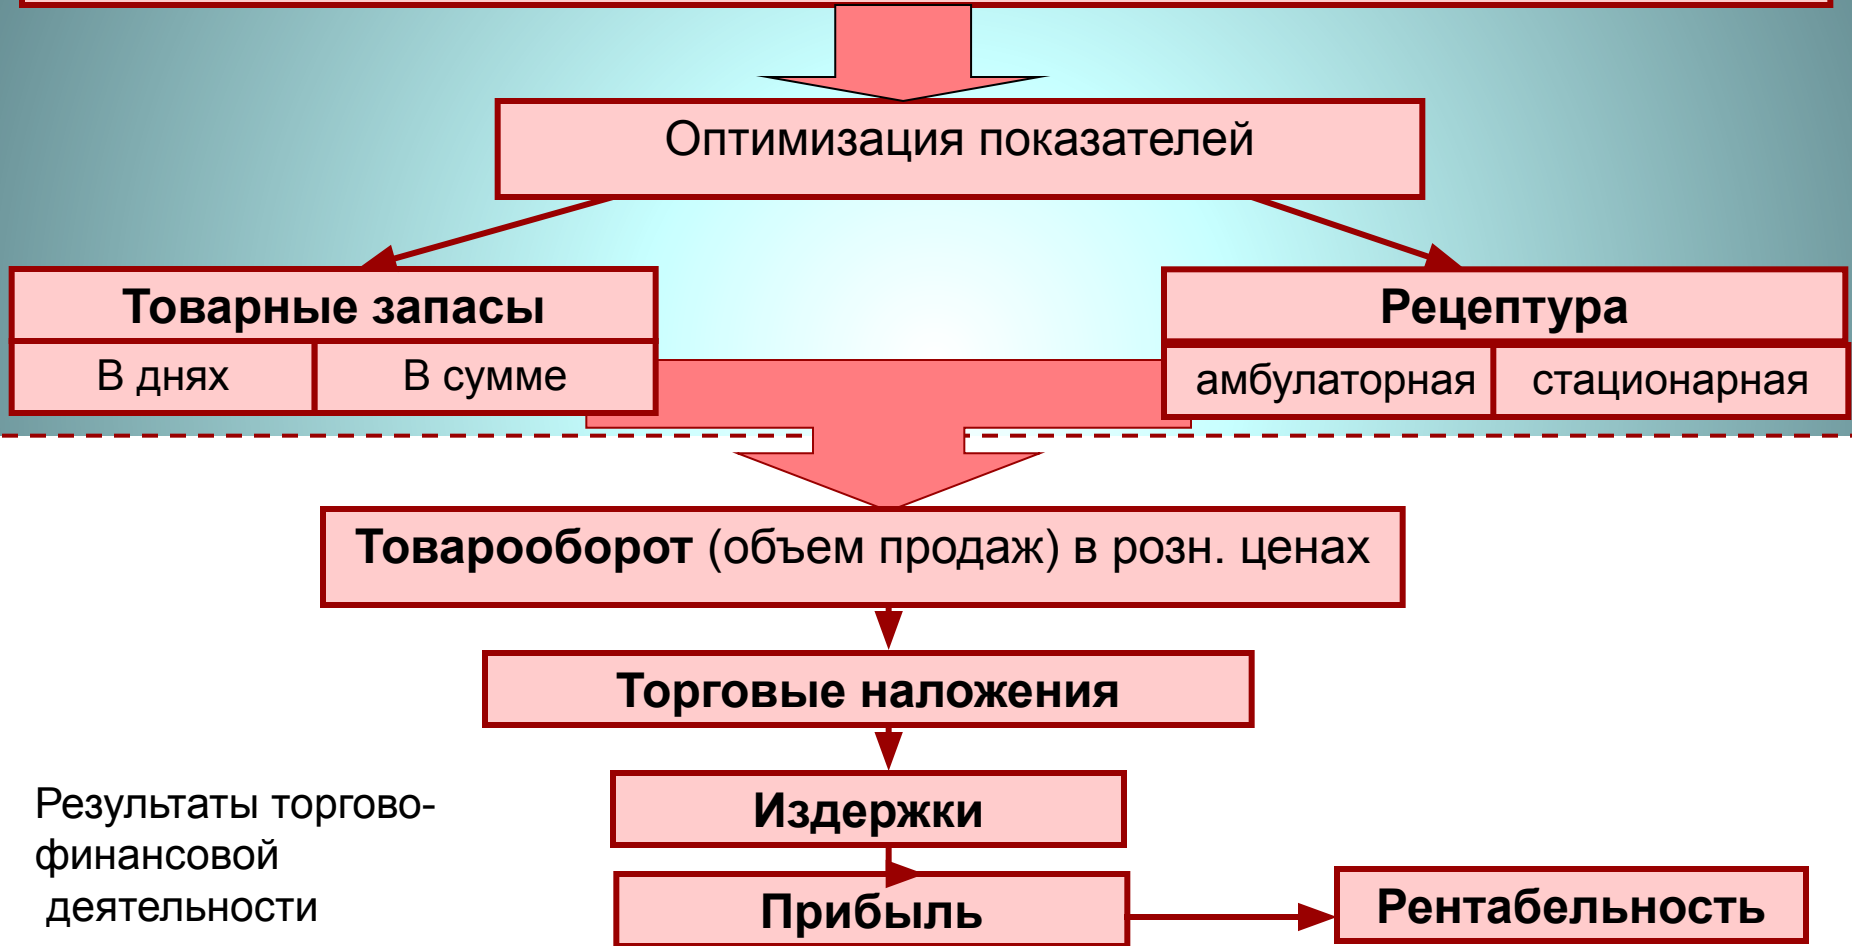 Оптимизация показателей
Товарные запасы
В днях
В сумме
Рецептура
амбулаторная
стационарная
Товарооборот (объем продаж) в розн. ценах
Торговые наложения
Издержки
Результаты торгово-
финансовой
деятельности
Прибыль
Рентабельность